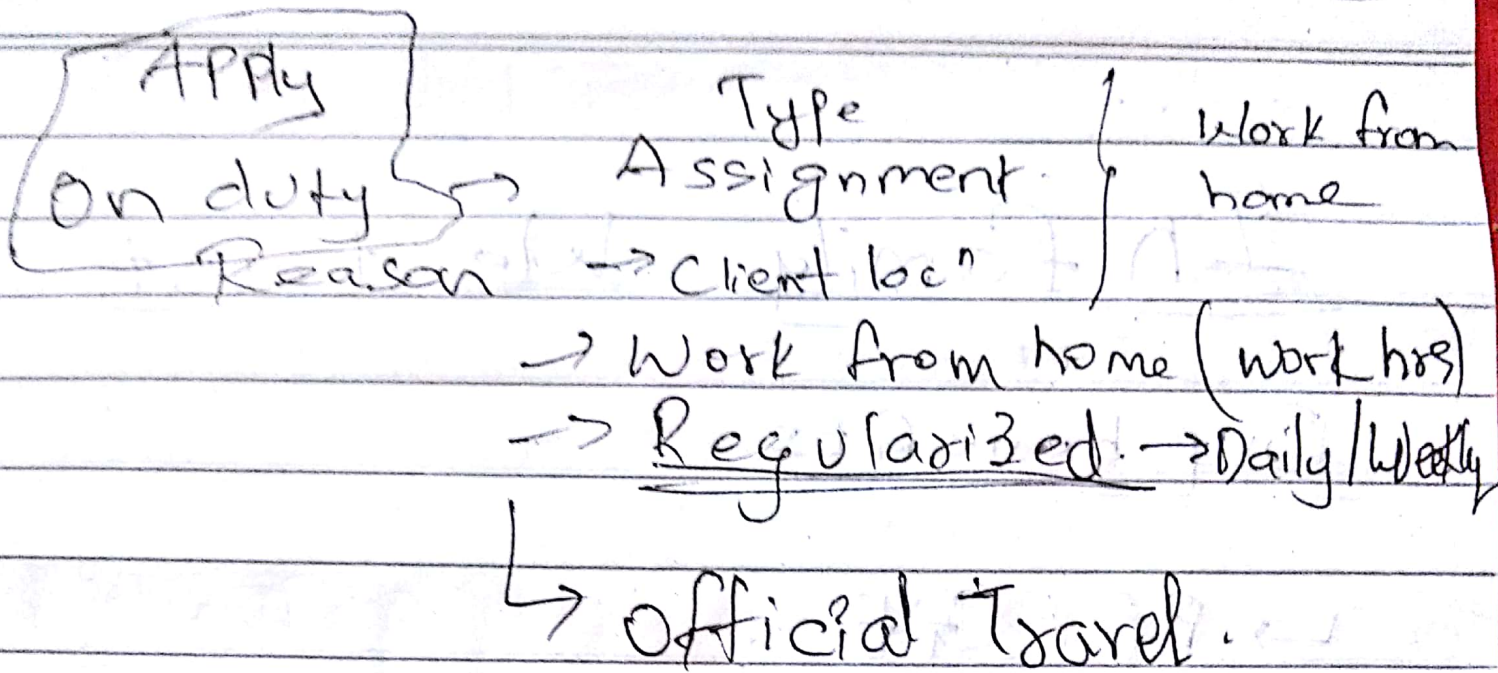 Apply
Type
Work from
On duty → Assignment.
home
Reason → Client locⁿ
→ Work from home (work hrs)
→ Regularized. → Daily/Weekly
↳ Official Travel.